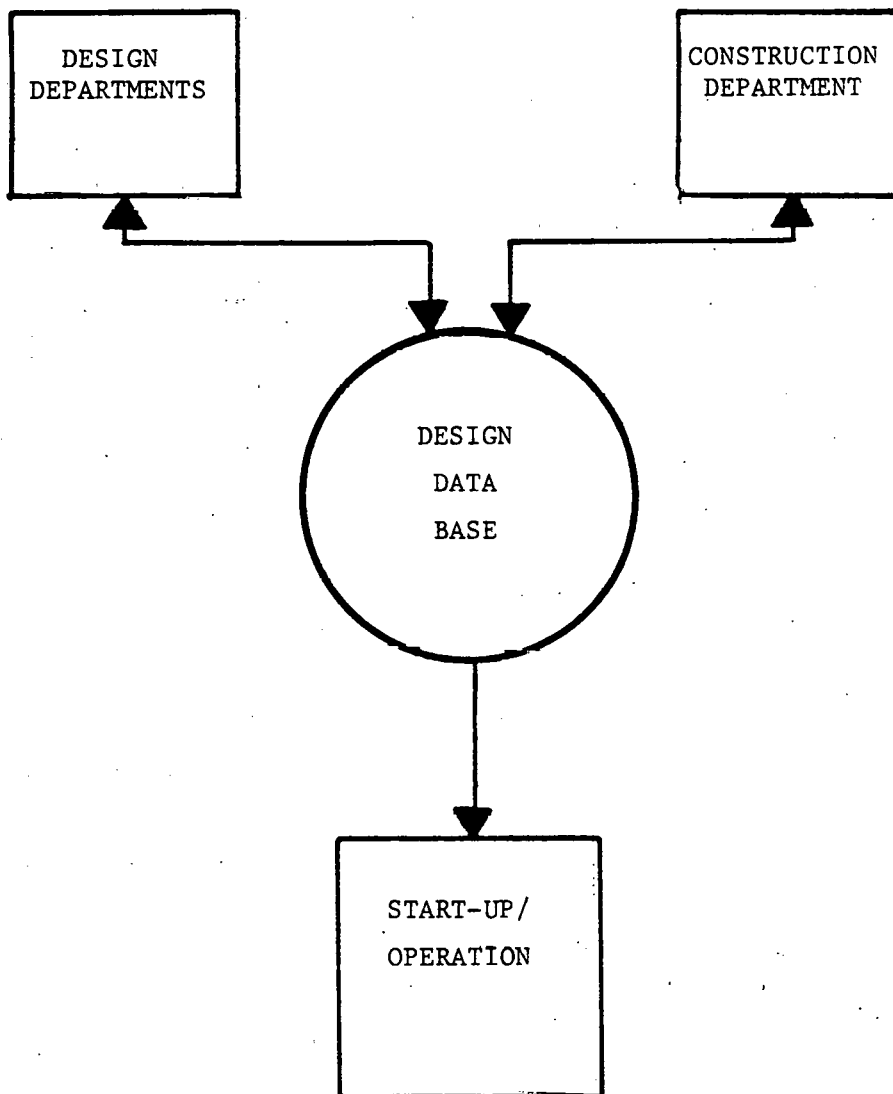 DESIGN
DEPARTMENTS
CONSTRUCTION
DEPARTMENT
DESIGN
DATA
BASE
START-UP/
OPERATION